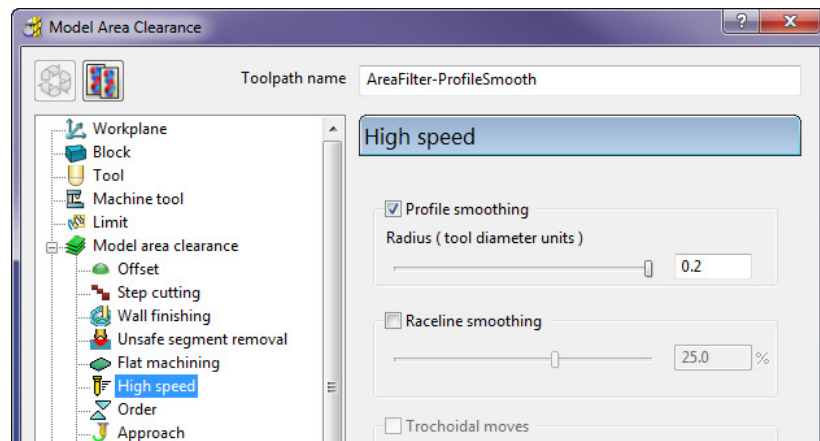 Model Area Clearance
Toolpath name AreaFilter-ProfileSmooth
Workplane
Block
Tool
Machine tool
Limit
Model area clearance
Offset
Step cutting
Wall finishing
Unsafe segment removal
Flat machining
High speed
Order
Approach
High speed
Profile smoothing
Radius ( tool diameter units )
0.2
Raceline smoothing
25.0 %
Trochoidal moves